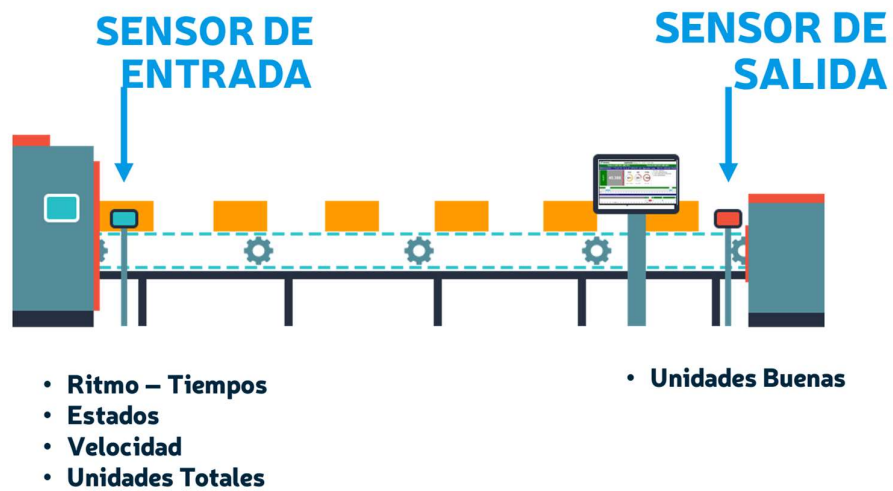 SENSOR DE
ENTRADA
SENSOR DE
SALIDA
• Ritmo – Tiempos
• Estados
• Velocidad
• Unidades Totales
• Unidades Buenas